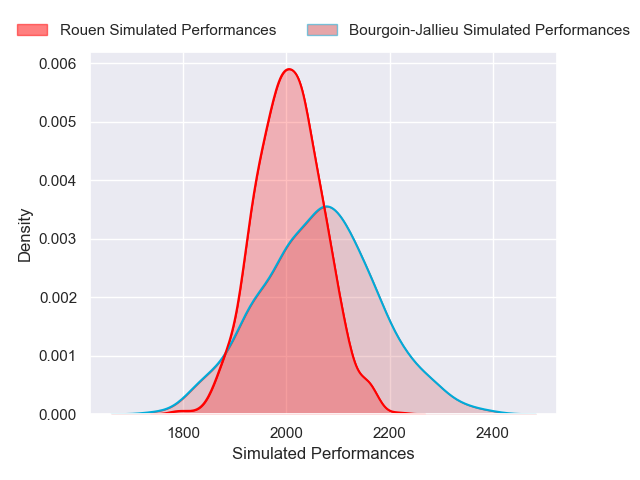 Rouen Simulated Performances
Bourgoin-Jallieu Simulated Performances
0.006
0.005
0.004
0.003
0.002
0.001
0.000
Density
1800
2000
2200
2400
Simulated Performances